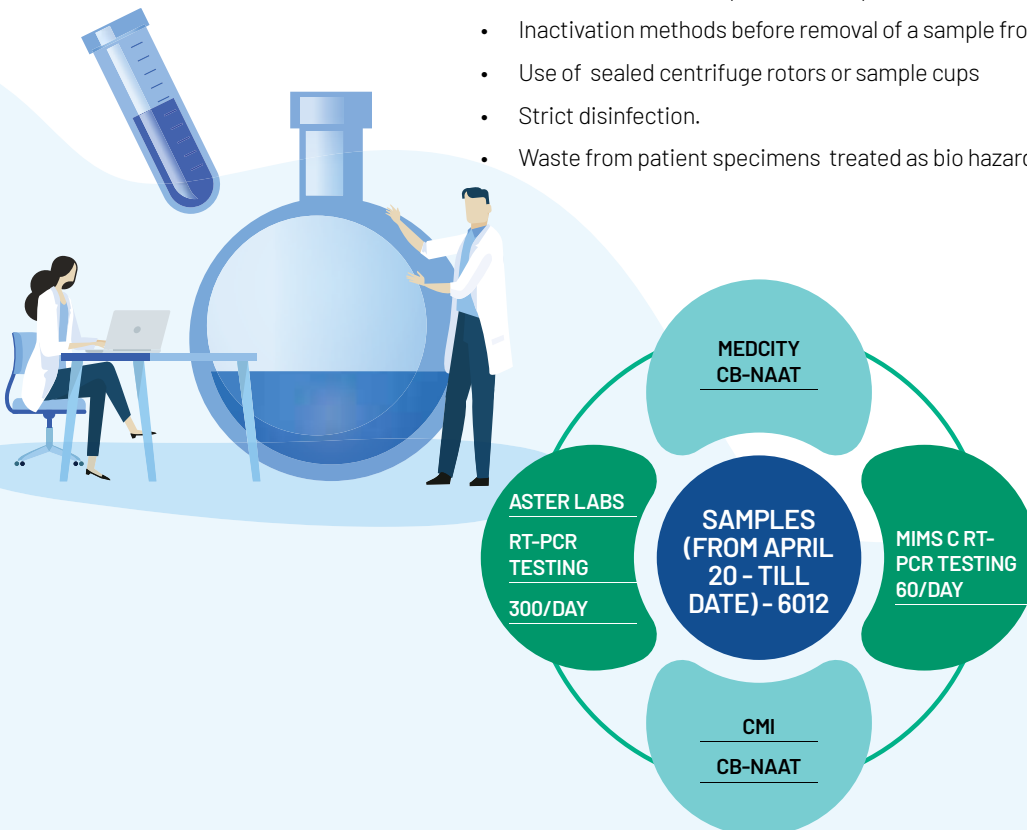 • Inactivation methods before removal of a sample
• Use of sealed centrifuge rotors or sample cups
• Strict disinfection.
• Waste from patient specimens treated as bio
MEDCITY
CB-NAAT
ASTER LABS
RT-PCR
TESTING
300/DAY
SAMPLES
(FROM APRIL
20 - TILL
DATE) - 6012
MIMS C RT-
PCR TESTING
60/DAY
CMI
CB-NAAT